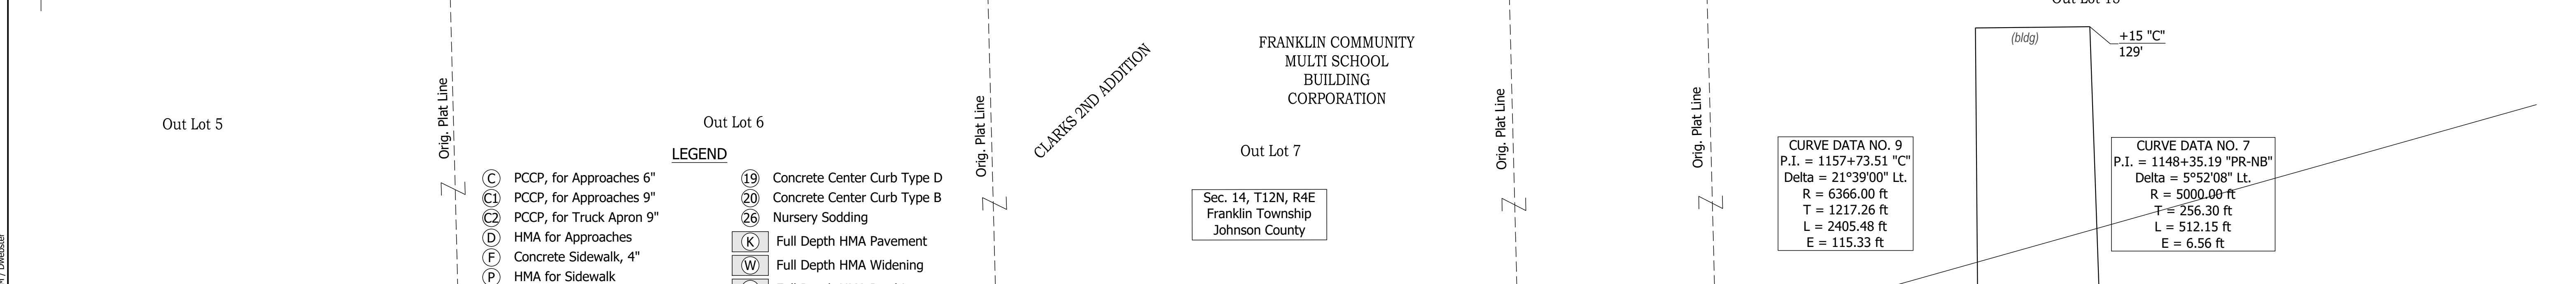 Out Lot 5
Orig. Plat Line
Out Lot 6
LEGEND
C PCCP, for Approaches 6"
C1 PCCP, for Approaches 9"
C2 PCCP, for Truck Apron 9"
D HMA for Approaches
F Concrete Sidewalk, 4"
P HMA for Sidewalk
19 Concrete Center Curb Type D
20 Concrete Center Curb Type B
26 Nursery Sodding
K Full Depth HMA Pavement
W Full Depth HMA Widening
Orig. Plat Line
CLARKS 2ND ADDITION
FRANKLIN COMMUNITY
MULTI SCHOOL
BUILDING
CORPORATION
Out Lot 7
Sec. 14, T12N, R4E
Franklin Township
Johnson County
Orig. Plat Line
Orig. Plat Line
CURVE DATA NO. 9
P.I. = 1157+73.51 "C"
Delta = 21°39'00" Lt.
R = 6366.00 ft
T = 1217.26 ft
L = 2405.48 ft
E = 115.33 ft
(bldg)
+15 "C"
129'
CURVE DATA NO. 7
P.I. = 1148+35.19 "PR-NB"
Delta = 5°52'08" Lt.
R = 5000.00 ft
T = 256.30 ft
L = 512.15 ft
E = 6.56 ft